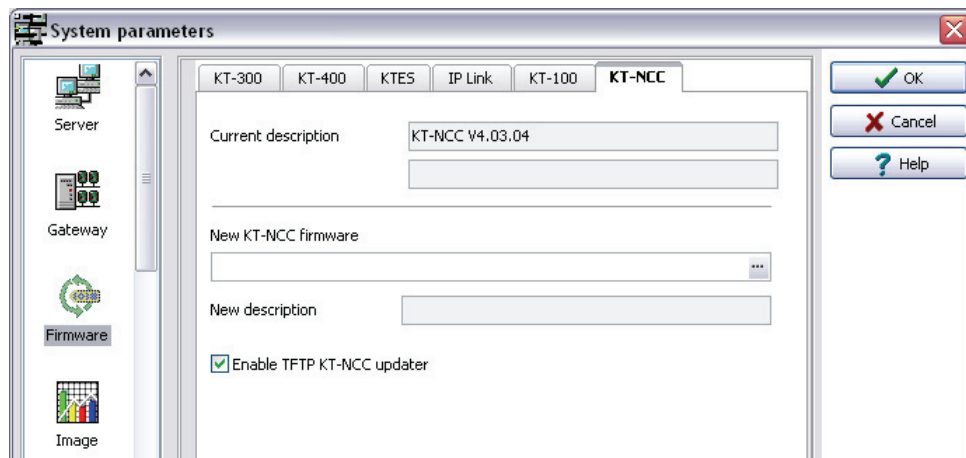 System parameters
Server
Gateway
Firmware
Image
KT-300 KT-400 KTES IP Link KT-100 KT-NCC
Current description KT-NCC V4.03.04
New KT-NCC firmware
...
New description
Enable TFTP KT-NCC updater
OK
Cancel
Help